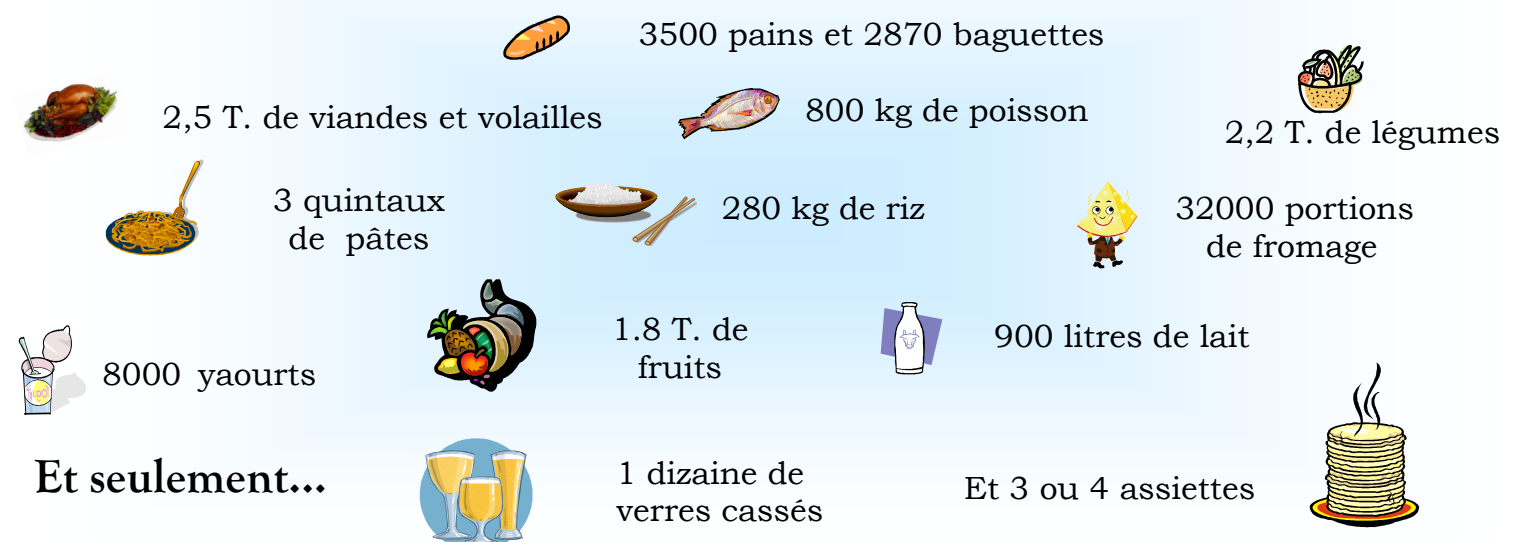 3500 pains et 2870 baguettes
2,5 T. de viandes et volailles
800 kg de poisson
2,2 T. de légumes
3 quintaux
de pâtes
280 kg de riz
32000 portions
de fromage
8000 yaourts
1.8 T. de
fruits
900 litres de lait
Et seulement...
1 dizaine de
verres cassés
Et 3 ou 4 assiettes